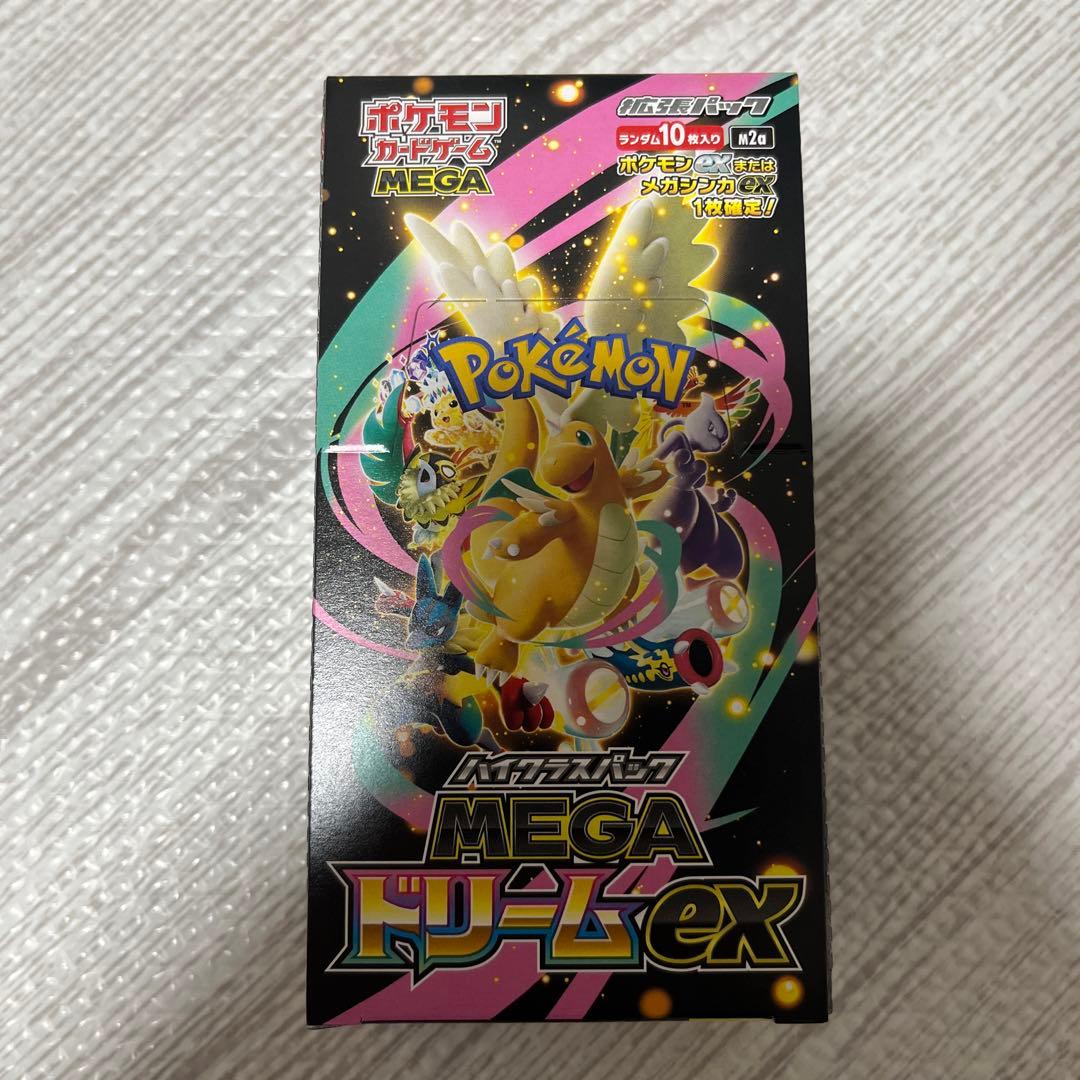 ポケモン
カードゲーム™
MEGA
拡張パック
ランダム10枚入り M2a
ポケモンexまたは
メガシンカex
1枚確定!
POKÉMON™
ハイクラスパック
MEGA
ドリームex